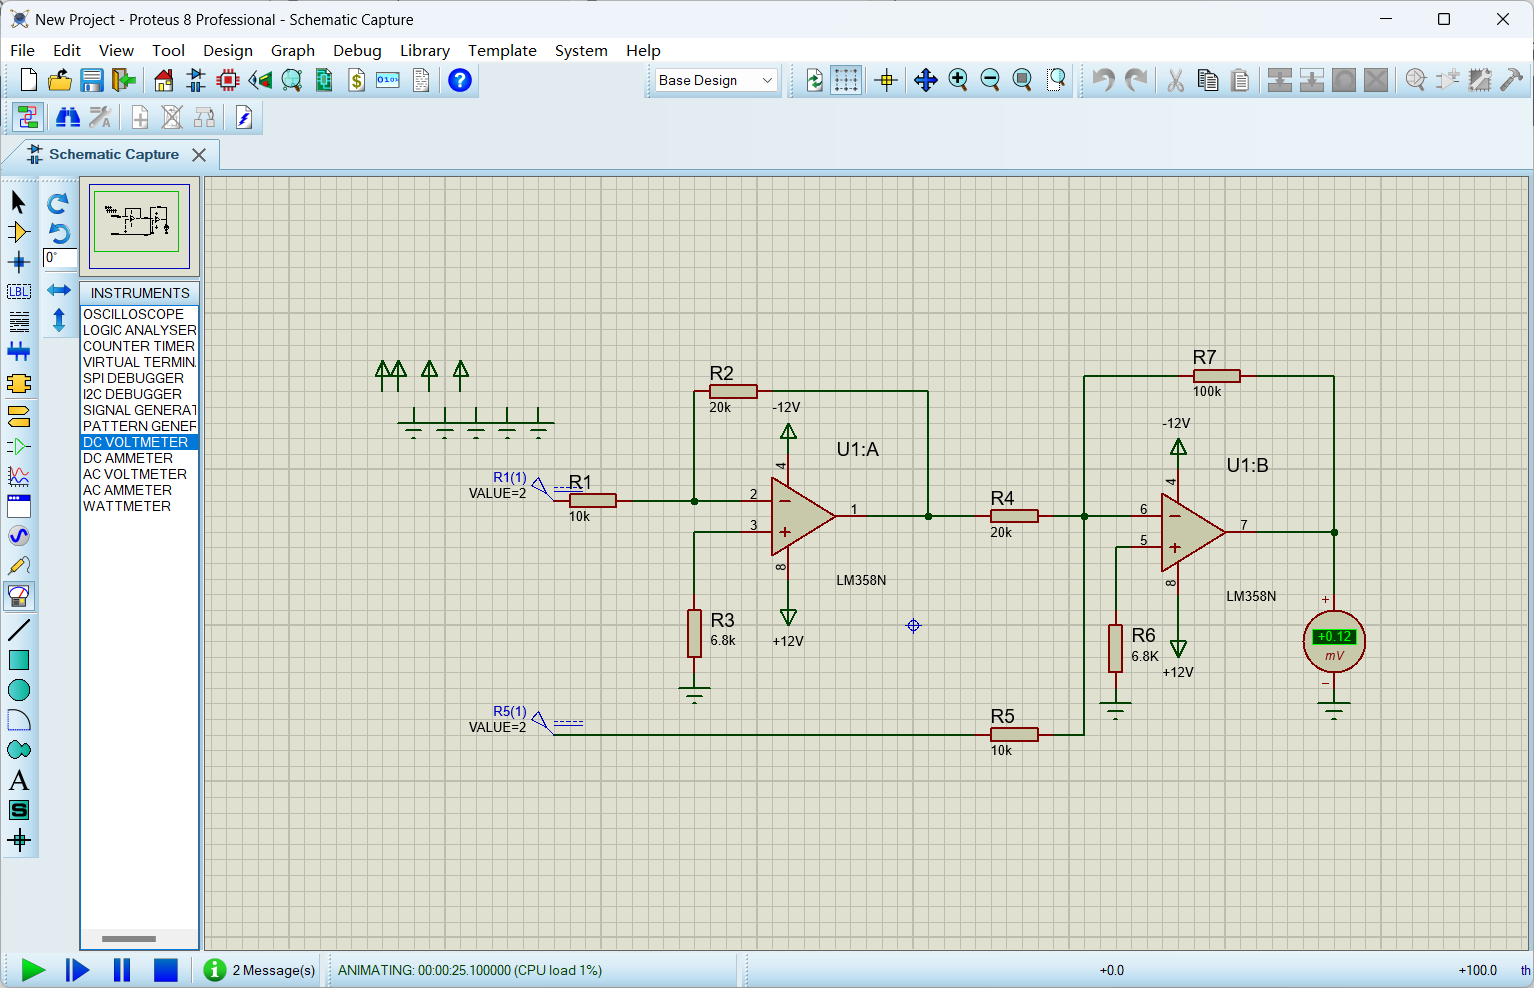 New Project - Proteus 8 Professional - Schematic Capture
File Edit View Tool Design Graph Debug Library Template System Help
Base Design
Schematic Capture
0°
LBL
INSTRUMENTS
OSCILLOSCOPE
LOGIC ANALYSER
COUNTER TIMER
VIRTUAL TERMIN
SPI DEBUGGER
I2C DEBUGGER
SIGNAL GENERAT
PATTERN GENER
DC VOLTMETER
DC AMMETER
AC VOLTMETER
AC AMMETER
WATTMETER
A
S
R2
20k
-12V
4
U1:A
R1(1)
VALUE=2
R1
10k
2
3
1
8
LM358N
+12V
R3
6.8k
R4
20k
R7
100k
-12V
4
U1:B
6
5
7
8
LM358N
+12V
R6
6.8K
+
+0.12
mV
−
R5(1)
VALUE=2
R5
10k
2 Message(s)
ANIMATING: 00:00:25.100000 (CPU load 1%)
+0.0
+100.0
th